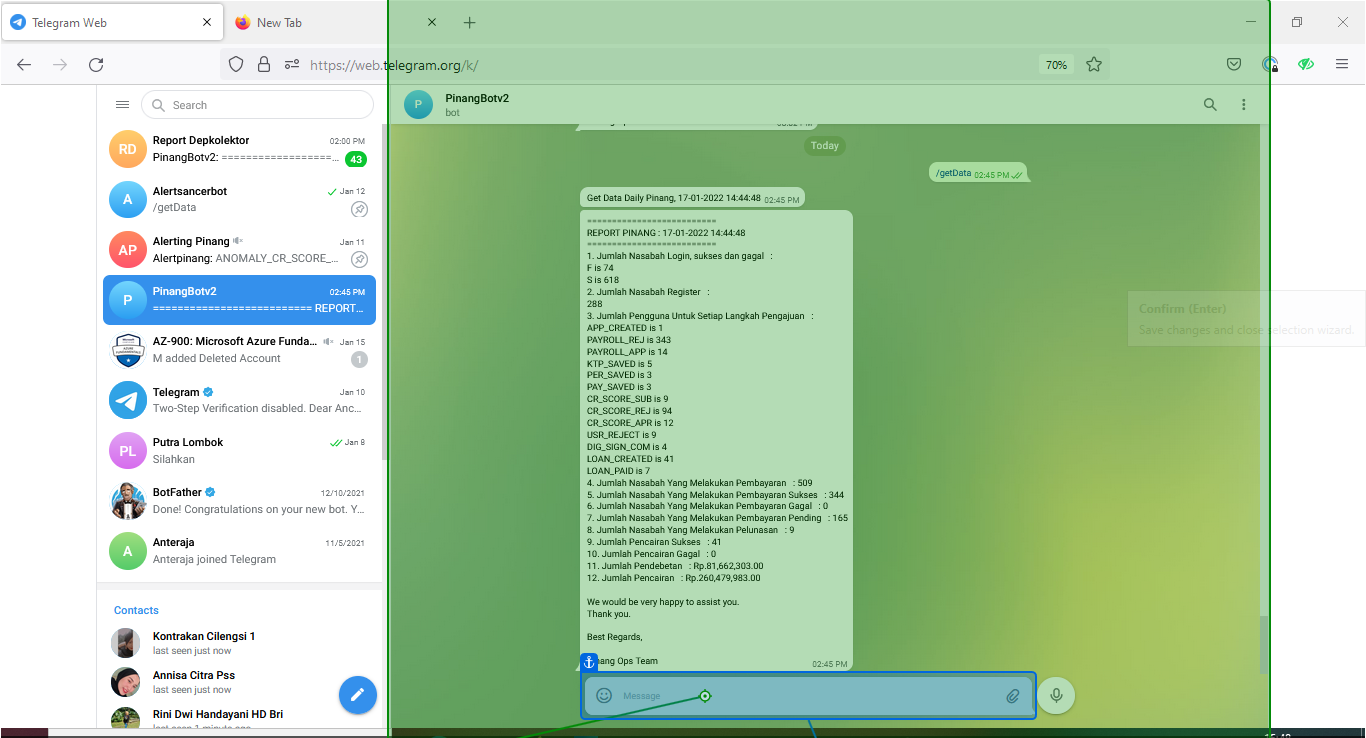 Telegram Web
New Tab
https://web.telegram.org/k/
70%
Search
RD
Report Depkolektor
02:00 PM
PinangBotv2: ===================...
43
A
Alertsancerbot
Jan 12
/getData
AP
Alerting Pinang
Jan 11
Alertpinang: ANOMALY_CR_SCORE_...
P
PinangBotv2
02:45 PM
========================== REPORT...
AZ-900: Microsoft Azure Funda...
Jan 15
M added Deleted Account
1
Telegram
Jan 10
Two-Step Verification disabled. Dear Anc...
PL
Putra Lombok
Jan 8
Silahkan
BotFather
12/10/2021
Done! Congratulations on your new bot. Y...
A
Anteraja
11/5/2021
Anteraja joined Telegram
Contacts
Kontrakan Cilengsi 1
last seen just now
Annisa Citra Pss
last seen just now
Rini Dwi Handayani HD Bri
last seen 1 minute ago
P
PinangBotv2
bot
Today
/getData 02:45 PM
Get Data Daily Pinang, 17-01-2022 14:44:48 02:45 PM
==========================
REPORT PINANG : 17-01-2022 14:44:48
==========================
1. Jumlah Nasabah Login, sukses dan gagal :
F is 74
S is 618
2. Jumlah Nasabah Register :
288
3. Jumlah Pengguna Untuk Setiap Langkah Pengajuan :
APP_CREATED is 1
PAYROLL_REJ is 343
PAYROLL_APP is 14
KTP_SAVED is 5
PER_SAVED is 3
PAY_SAVED is 3
CR_SCORE_SUB is 9
CR_SCORE_REJ is 94
CR_SCORE_APR is 12
USR_REJECT is 9
DIG_SIGN_COM is 4
LOAN_CREATED is 41
LOAN_PAID is 7
4. Jumlah Nasabah Yang Melakukan Pembayaran : 509
5. Jumlah Nasabah Yang Melakukan Pembayaran Sukses : 344
6. Jumlah Nasabah Yang Melakukan Pembayaran Gagal : 0
7. Jumlah Nasabah Yang Melakukan Pembayaran Pending : 165
8. Jumlah Nasabah Yang Melakukan Pelunasan : 9
9. Jumlah Pencairan Sukses : 41
10. Jumlah Pencairan Gagal : 0
11. Jumlah Pendebetan : Rp.81,662,303.00
12. Jumlah Pencairan : Rp.260,479,983.00
We would be very happy to assist you.
Thank you.
Best Regards,
ang Ops Team
02:45 PM
Message
Confirm (Enter)
Save changes and close selection wizard.